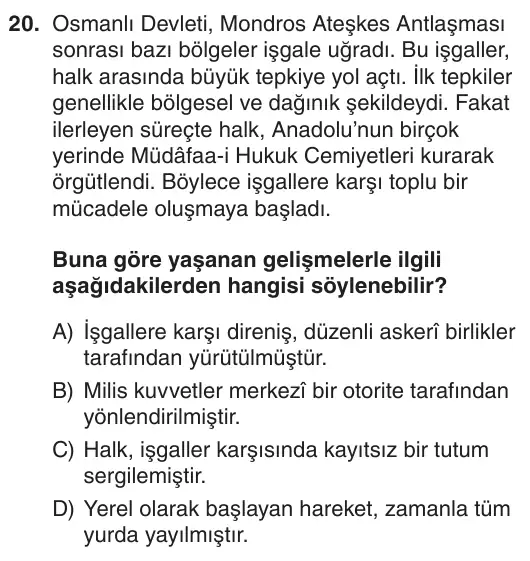 20. Osmanlı Devleti, Mondros Ateşkes Antlaşması
sonrası bazı bölgeler işgale uğradı. Bu işgaller,
halk arasında büyük tepkiye yol açtı. İlk tepkiler
genellikle bölgesel ve dağınık şekildeydi. Fakat
ilerleyen süreçte halk, Anadolu’nun birçok
yerinde Müdâfaa-i Hukuk Cemiyetleri kurarak
örgütlendi. Böylece işgallere karşı toplu bir
mücadele oluşmaya başladı.
Buna göre yaşanan gelişmelerle ilgili
aşağıdakilerden hangisi söylenebilir?
A) İşgallere karşı direniş, düzenli askerî birlikler
tarafından yürütülmüştür.
B) Milis kuvvetler merkezî bir otorite tarafından
yönlendirilmiştir.
C) Halk, işgaller karşısında kayıtsız bir tutum
sergilemiştir.
D) Yerel olarak başlayan hareket, zamanla tüm
yurda yayılmıştır.